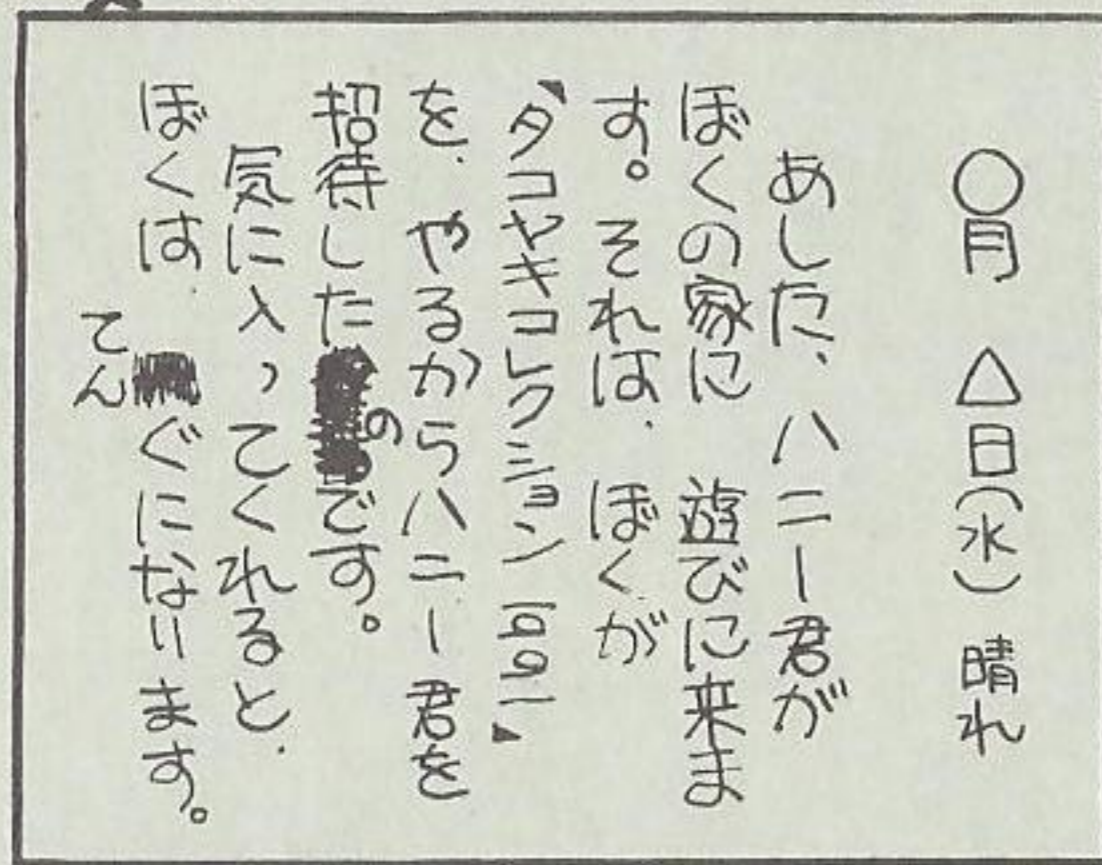 ○月 △日(水) 晴れ
あした、ハニー君が
ぼくの家に 遊びに来ま
す。それは、ぼくが
〝タコヤキコレクション1991〟
を、やるからハニー君を
招待したのです。
気に入ってくれると、
ぼくは、てんぐになります。